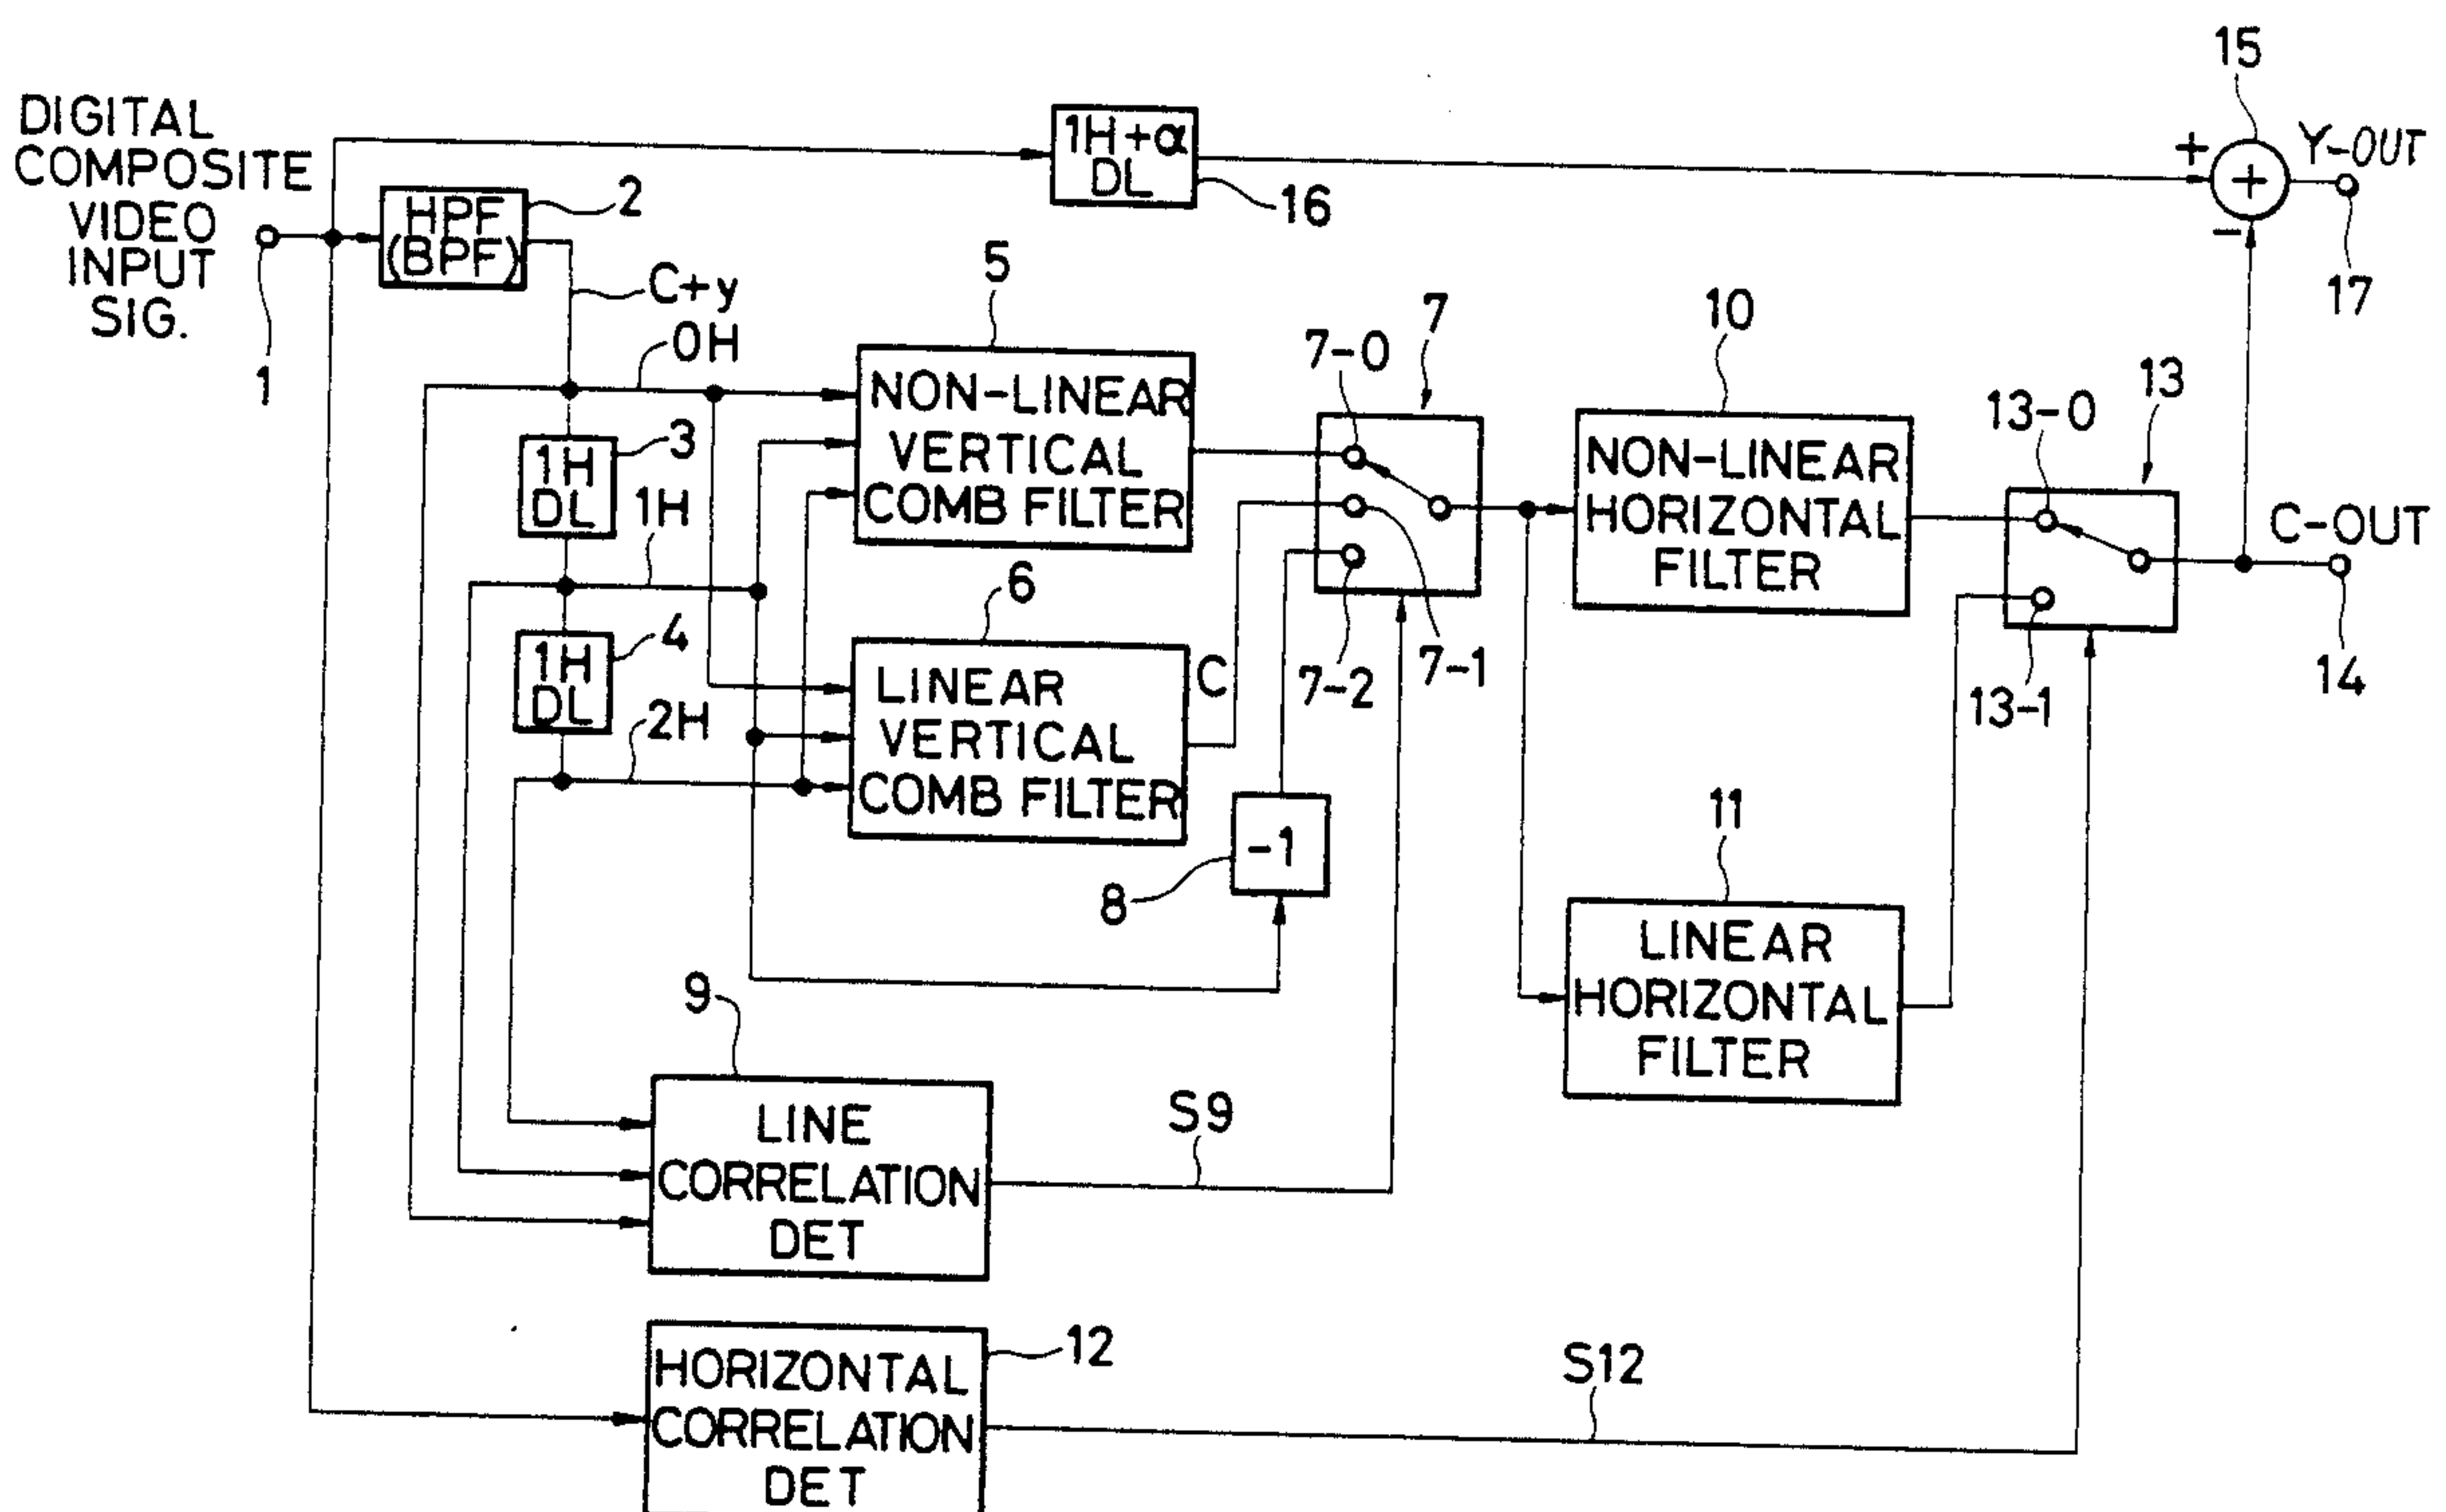 15
DIGITAL
COMPOSITE
VIDEO
INPUT
SIG.
1
HPF
(BPF)
2
1H+α
DL
16
+
+
-
Y-OUT
17
C+y
0H
5
NON-LINEAR
VERTICAL
COMB FILTER
7-0
7
10
NON-LINEAR
HORIZONTAL
FILTER
13-0
13
C-OUT
14
1H
DL
3
1H
1H
DL
4
2H
6
LINEAR
VERTICAL
COMB FILTER
C
7-2
7-1
13-1
-1
8
11
LINEAR
HORIZONTAL
FILTER
9
LINE
CORRELATION
DET
S9
HORIZONTAL
CORRELATION
DET
12
S12